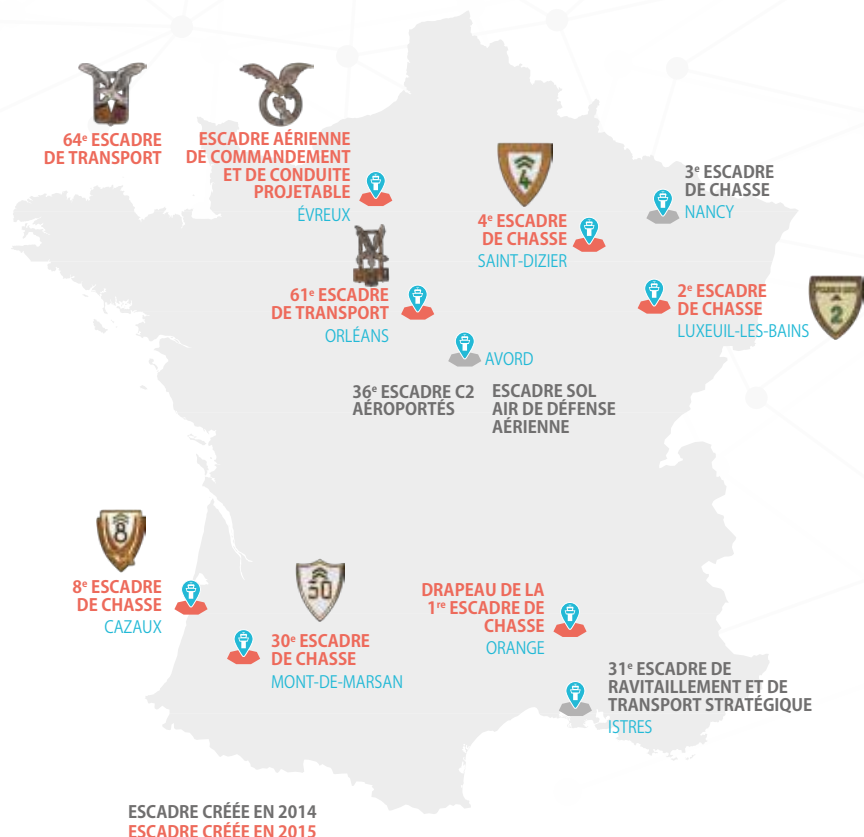 64e ESCADRE
DE TRANSPORT
ESCADRE AÉRIENNE
DE COMMANDEMENT
ET DE CONDUITE
PROJETABLE
ÉVREUX
4
4e ESCADRE
DE CHASSE
SAINT-DIZIER
3e ESCADRE
DE CHASSE
NANCY
61e ESCADRE
DE TRANSPORT
ORLÉANS
2e ESCADRE
DE CHASSE
LUXEUIL-LES-BAINS
2
AVORD
36e ESCADRE C2
AÉROPORTÉS
ESCADRE SOL
AIR DE DÉFENSE
AÉRIENNE
8
8e ESCADRE
DE CHASSE
CAZAUX
30
30e ESCADRE
DE CHASSE
MONT-DE-MARSAN
DRAPEAU DE LA
1re ESCADRE DE
CHASSE
ORANGE
31e ESCADRE DE
RAVITAILLEMENT ET DE
TRANSPORT STRATÉGIQUE
ISTRES
ESCADRE CRÉÉE EN 2014
ESCADRE CRÉÉE EN 2015